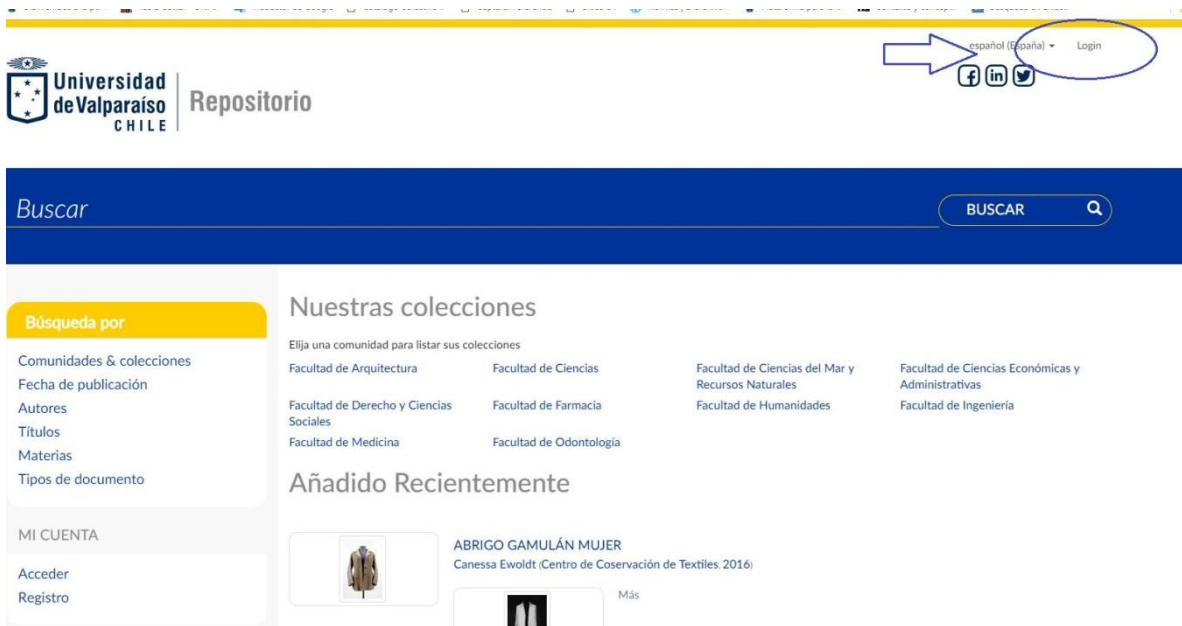 español (España)
Login
Universidad
de Valparaíso
CHILE
Repositorio
Buscar
BUSCAR
Búsqueda por
Comunidades & colecciones
Fecha de publicación
Autores
Títulos
Materias
Tipos de documento
MI CUENTA
Acceder
Registro
Nuestras colecciones
Elija una comunidad para listar sus colecciones
Facultad de Arquitectura
Facultad de Ciencias
Facultad de Ciencias del Mar y
Recursos Naturales
Facultad de Ciencias Económicas y
Administrativas
Facultad de Derecho y Ciencias
Sociales
Facultad de Farmacia
Facultad de Humanidades
Facultad de Ingeniería
Facultad de Medicina
Facultad de Odontología
Añadido Recientemente
ABRIGO GAMULÁN MUJER
Canessa Ewoldt (Centro de Coservación de Textiles, 2016)
Más